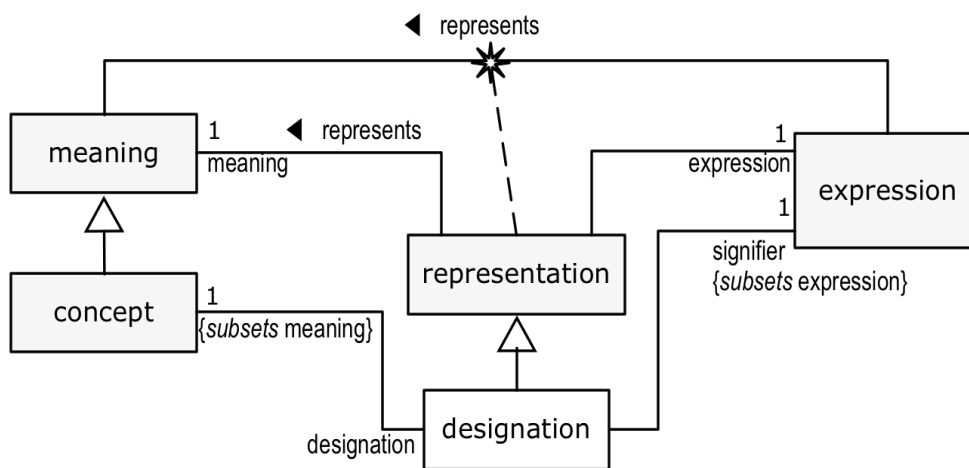 ◄ represents
meaning
1
◄ represents
meaning
1
expression
expression
1
signifier
{subsets expression}
representation
concept
1
{subsets meaning}
designation
designation